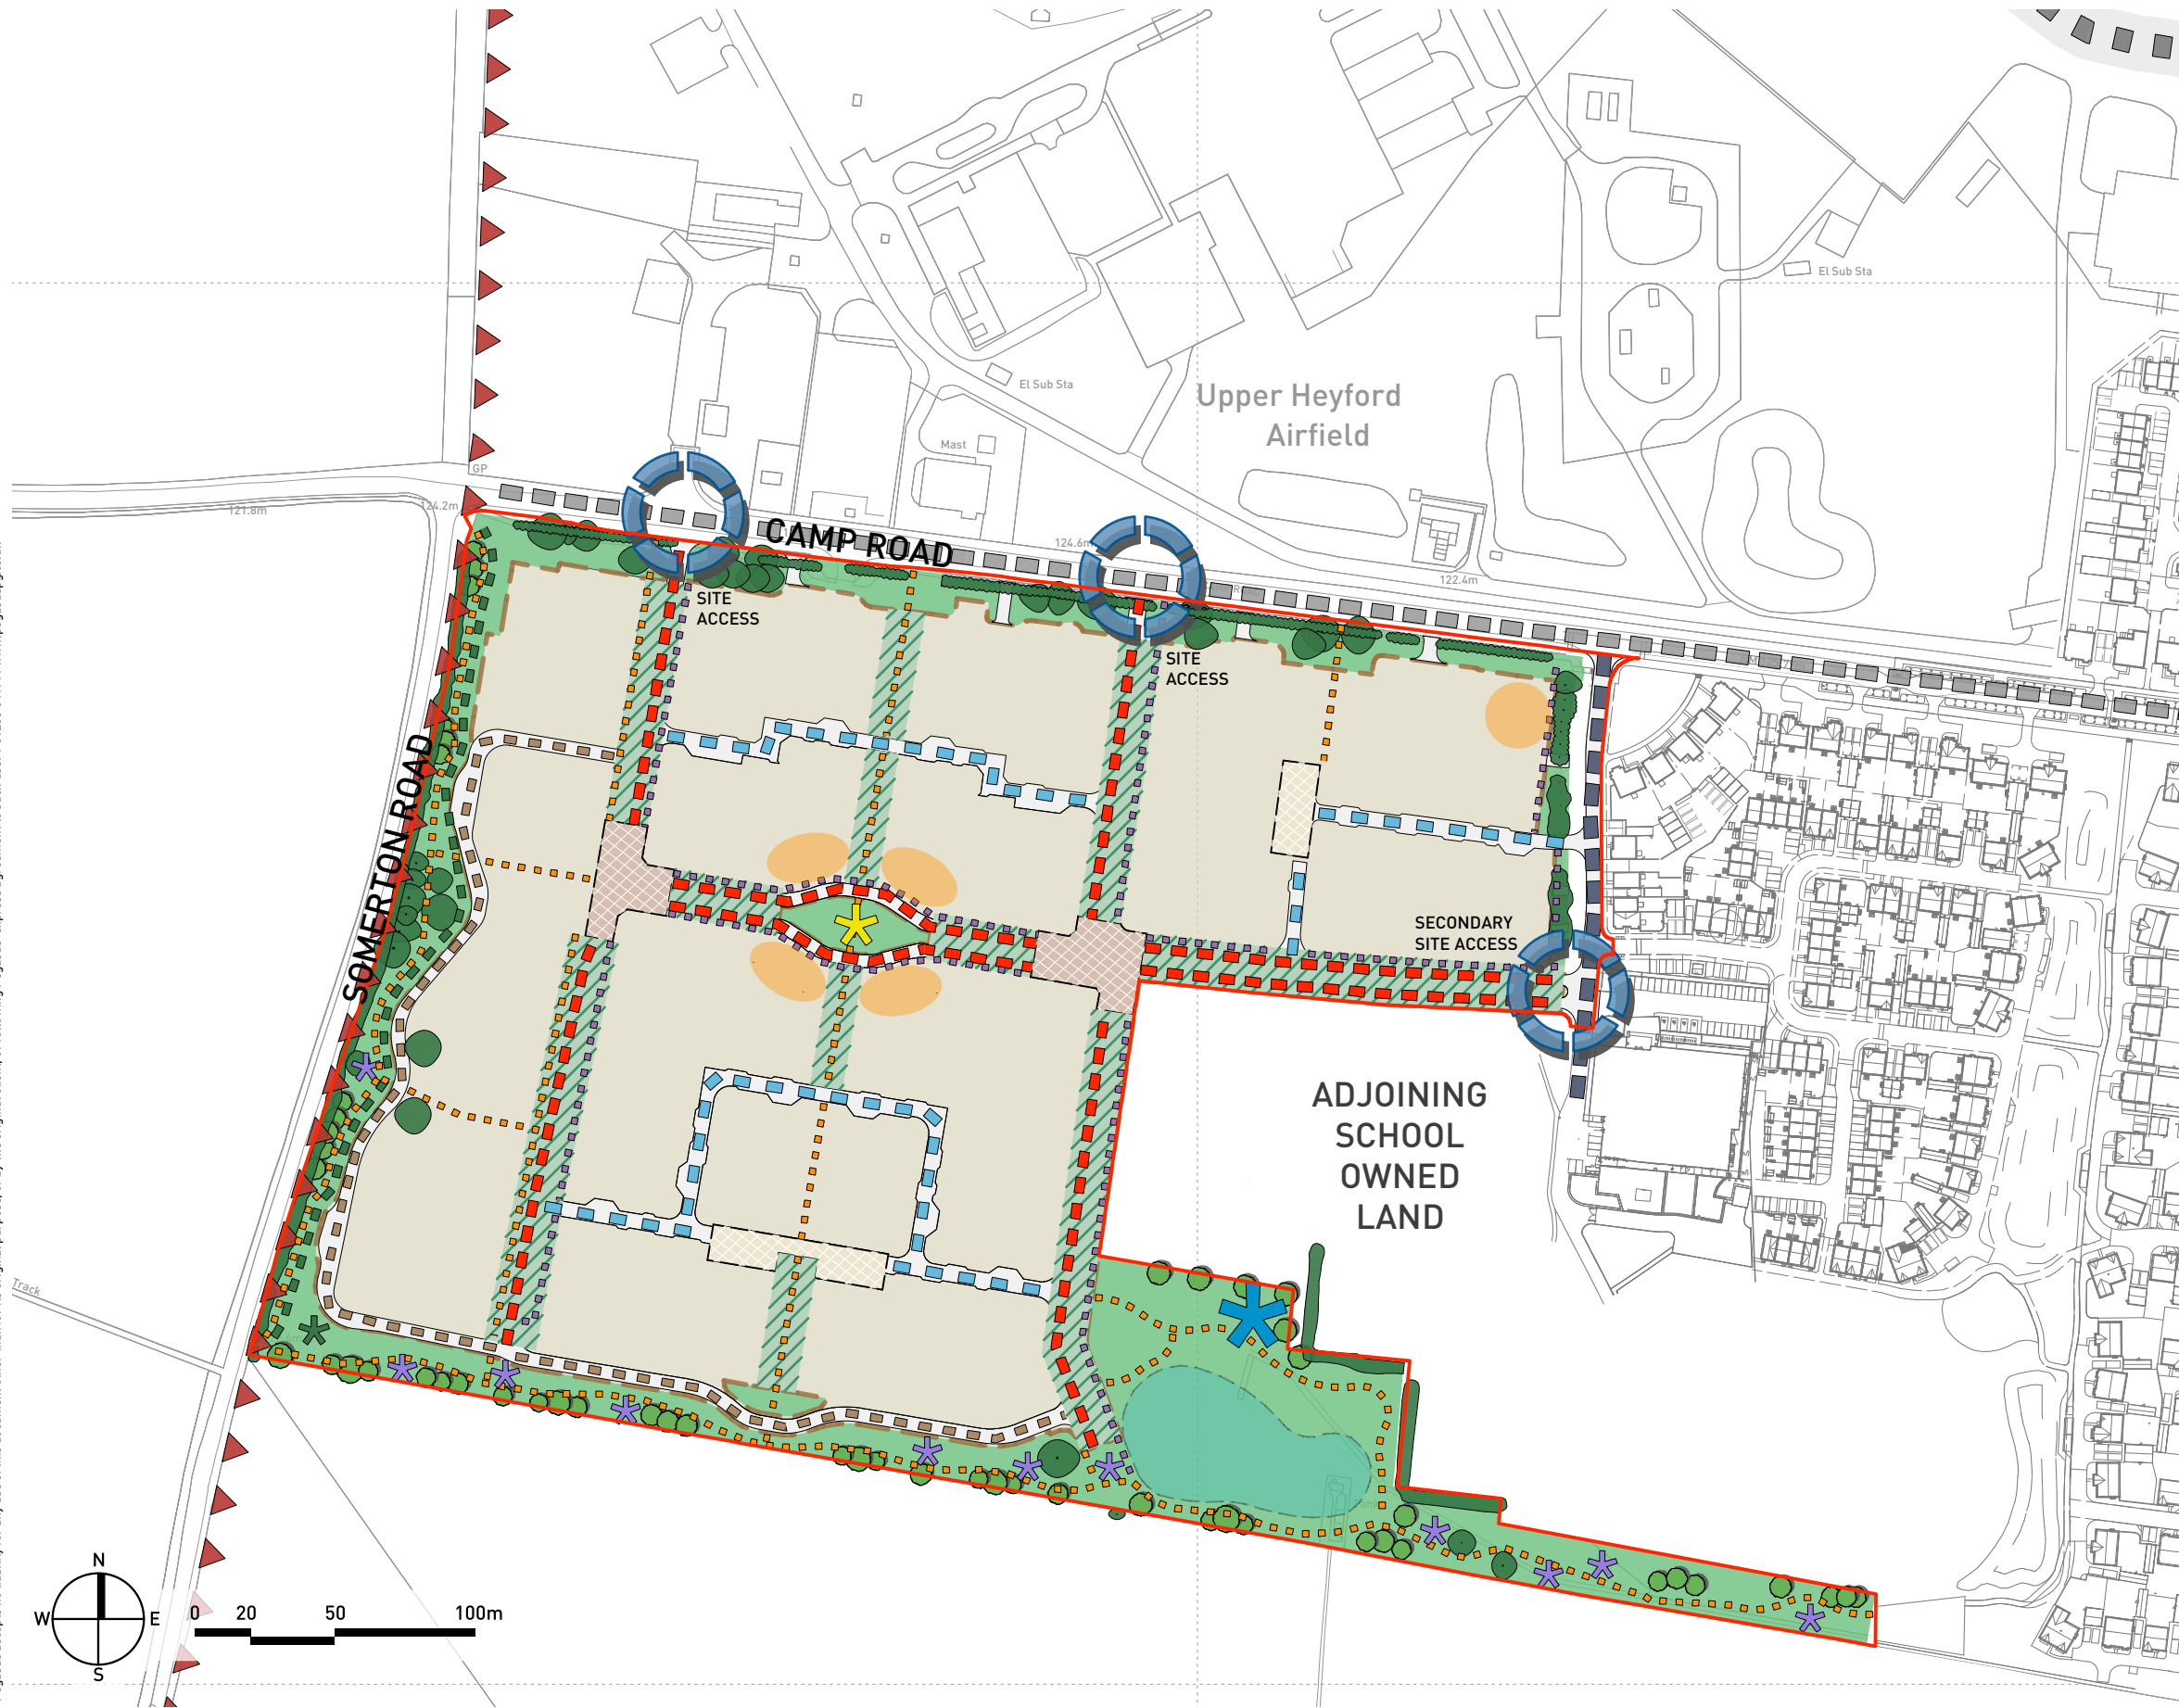 El Sub Sta
El Sub Sta
Upper Heyford
Airfield
Mast
GP
124.2m
121.8m
CAMP ROAD
124.6m
122.4m
SITE
ACCESS
SITE
ACCESS
SOMERTON ROAD
SECONDARY
SITE ACCESS
ADJOINING
SCHOOL
OWNED
LAND
Track
N
W E
S
0 20 50 100m